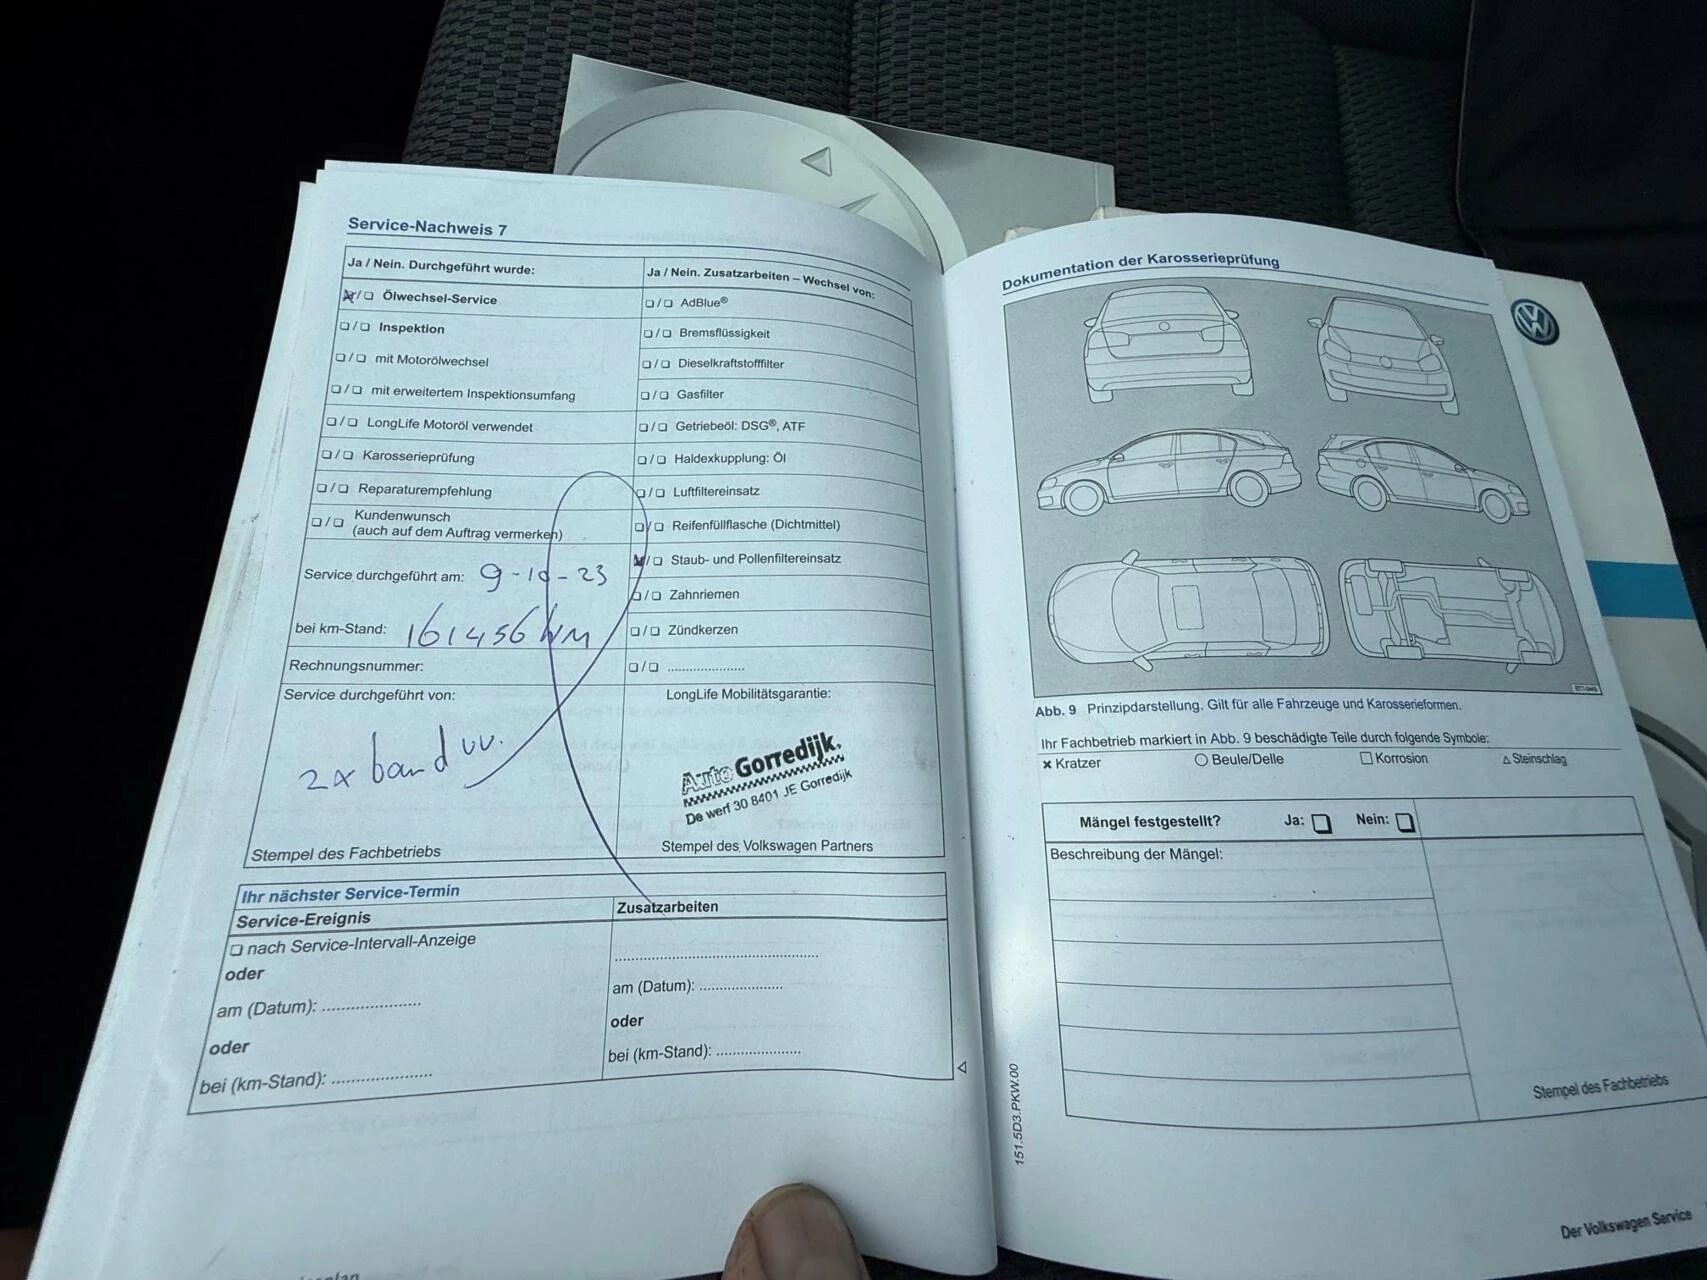 Service-Nachweis 7
Ja / Nein. Durchgeführt wurde:
❏/❏ Ölwechsel-Service
❏/❏ Inspektion
❏/❏ mit Motorölwechsel
❏/❏ mit erweitertem Inspektionsumfang
❏/❏ LongLife Motoröl verwendet
❏/❏ Karosserieprüfung
❏/❏ Reparaturempfehlung
❏/❏ Kundenwunsch
(auch auf dem Auftrag vermerken)
Service durchgeführt am: 9-10-23
bei km-Stand: 161456 km
Rechnungsnummer:
Service durchgeführt von:
2x band vv.
Stempel des Fachbetriebs
Ja / Nein. Zusatzarbeiten – Wechsel von:
❏/❏ AdBlue®
❏/❏ Bremsflüssigkeit
❏/❏ Dieselkraftstofffilter
❏/❏ Gasfilter
❏/❏ Getriebeöl: DSG®, ATF
❏/❏ Haldexkupplung: Öl
❏/❏ Luftfiltereinsatz
❏/❏ Reifenfüllflasche (Dichtmittel)
❏/❏ Staub- und Pollenfiltereinsatz
❏/❏ Zahnriemen
❏/❏ Zündkerzen
❏/❏ ......................
LongLife Mobilitätsgarantie:
Auto Gorredijk.
De werf 30 8401 JE Gorredijk
Stempel des Volkswagen Partners
Ihr nächster Service-Termin
Service-Ereignis
❏ nach Service-Intervall-Anzeige
oder
am (Datum): ......................
oder
bei (km-Stand): ......................
Zusatzarbeiten
..............................................
am (Datum): ......................
oder
bei (km-Stand): ......................
Dokumentation der Karosserieprüfung
Abb. 9 Prinzipdarstellung. Gilt für alle Fahrzeuge und Karosserieformen.
Ihr Fachbetrieb markiert in Abb. 9 beschädigte Teile durch folgende Symbole:
× Kratzer ○ Beule/Delle □ Korrosion △ Steinschlag
Mängel festgestellt? Ja: ❏ Nein: ❏
Beschreibung der Mängel:
Stempel des Fachbetriebs
151.5D3.PKW.00
Der Volkswagen Service